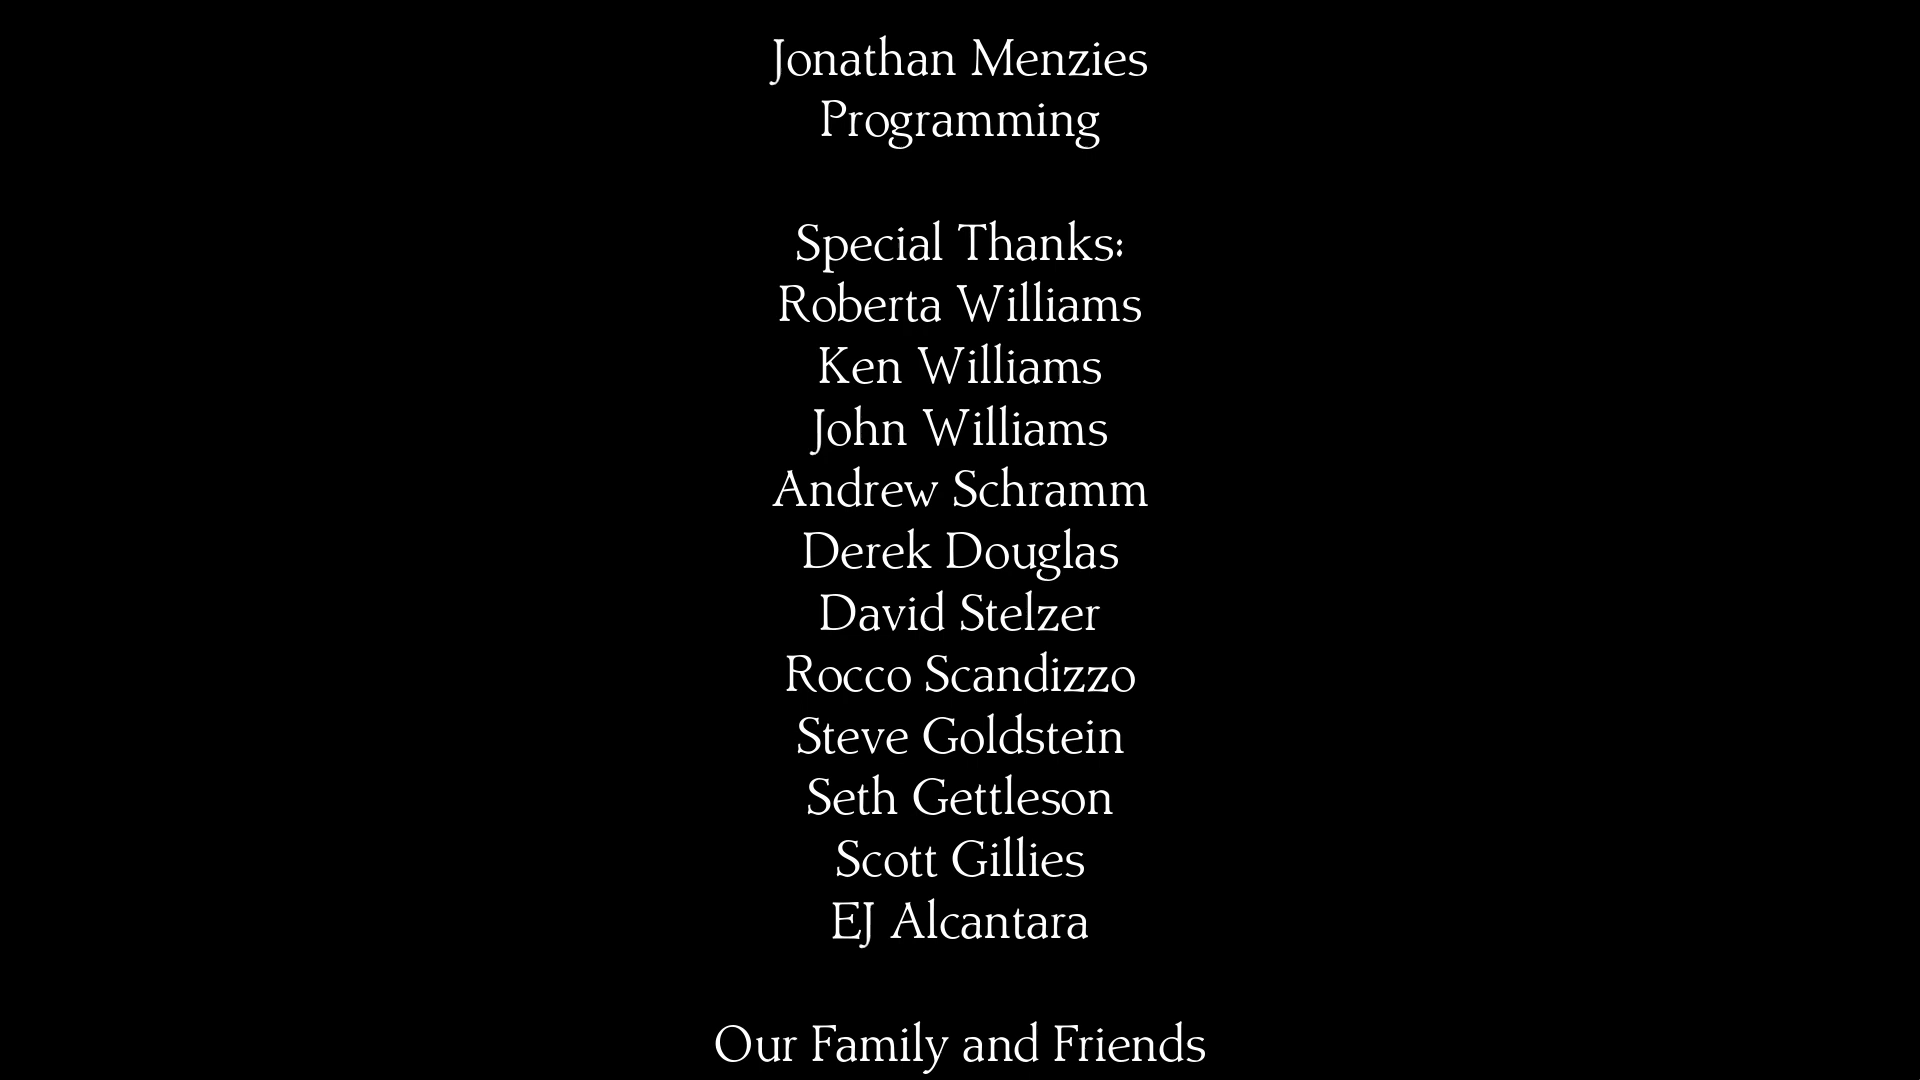 Jonathan Menzies
Programming
Special Thanks:
Roberta Williams
Ken Williams
John Williams
Andrew Schramm
Derek Douglas
David Stelzer
Rocco Scandizzo
Steve Goldstein
Seth Gettleson
Scott Gillies
EJ Alcantara
Our Family and Friends